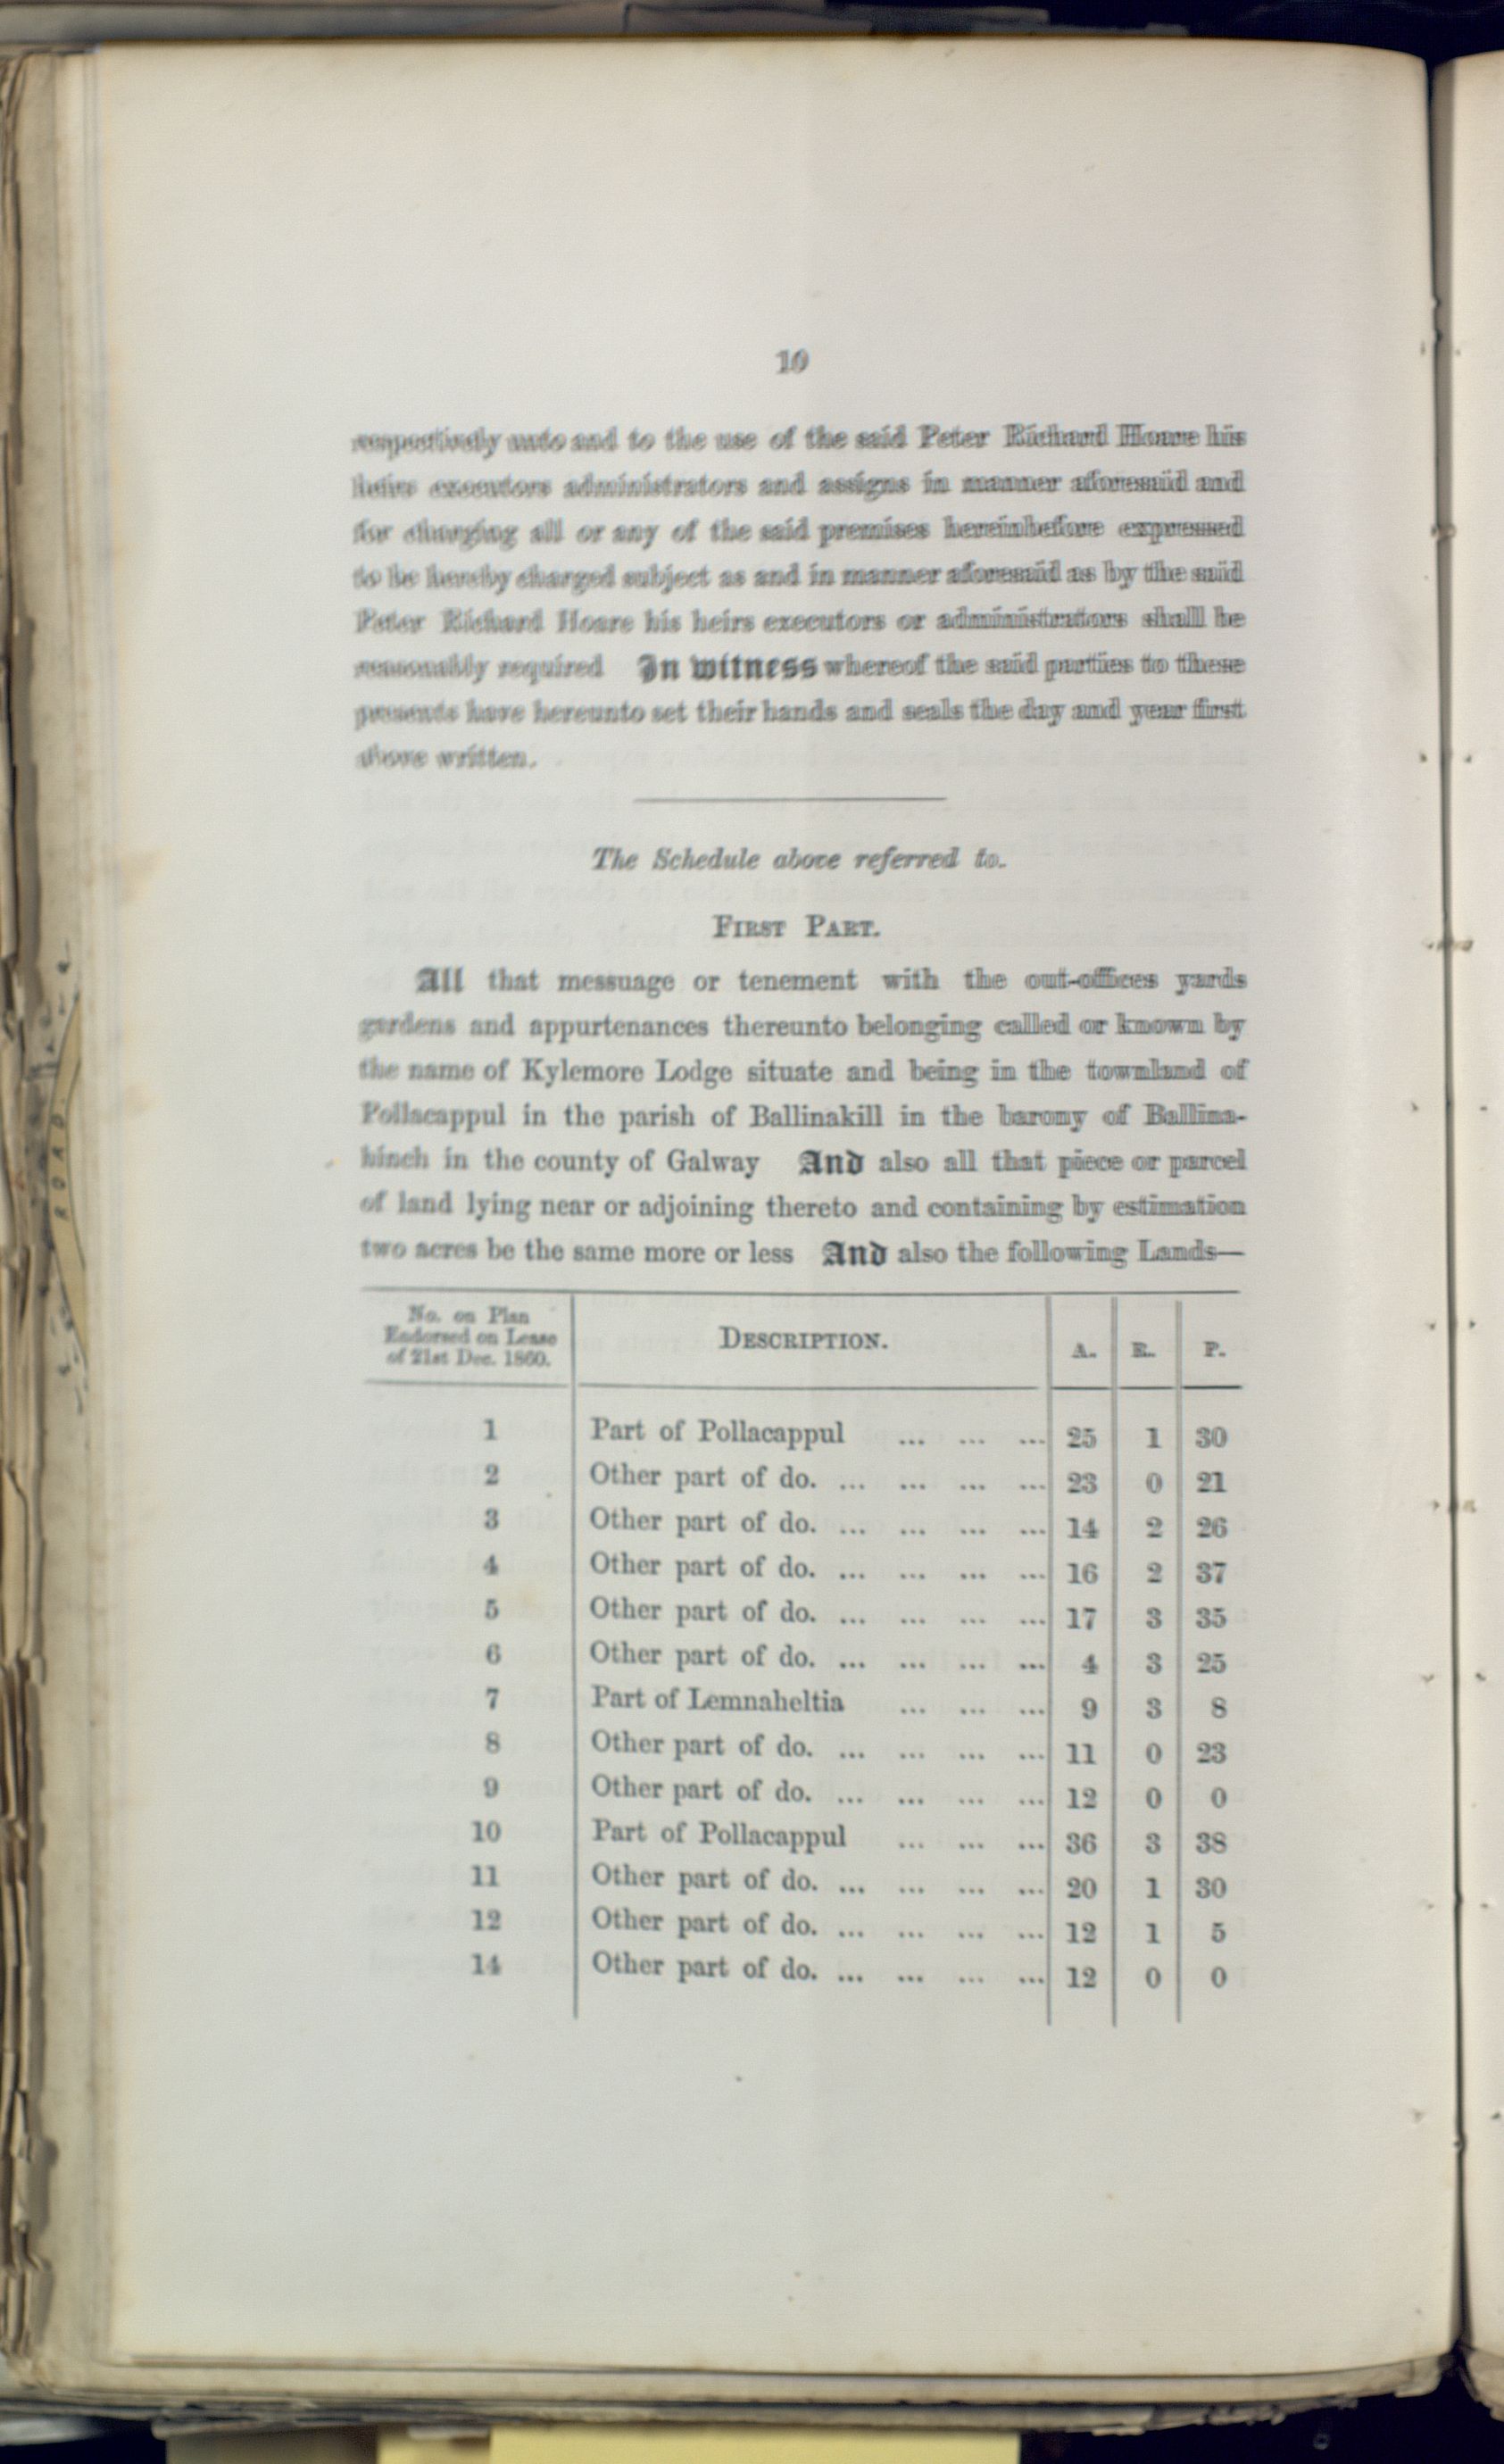 10
respectively unto and to the use of the said Peter Richard Hoare his
heirs executors administrators and assigns in manner aforesaid and
for charging all or any of the said premises hereinbefore expressed
to be hereby charged subject as and in manner aforesaid as by the said
Peter Richard Hoare his heirs executors or administrators shall be
reasonably required In witness whereof the said parties to these
presents have hereunto set their hands and seals the day and year first
above written.
The Schedule above referred to.
FIRST PART.
All that messuage or tenement with the out-offices yards
gardens and appurtenances thereunto belonging called or known by
the name of Kylemore Lodge situate and being in the townland of
Pollacappul in the parish of Ballinakill in the barony of Ballina-
hinch in the county of Galway And also all that piece or parcel
of land lying near or adjoining thereto and containing by estimation
two acres be the same more or less And also the following Lands—
No. on Plan
Endorsed on Lease
of 21st Dec. 1860.
DESCRIPTION. A. R. P.
1 Part of Pollacappul ... ... ... 25 1 30
2 Other part of do. ... ... ... ... 23 0 21
3 Other part of do. ... ... ... ... 14 2 26
4 Other part of do. ... ... ... ... 16 2 37
5 Other part of do. ... ... ... ... 17 3 35
6 Other part of do. ... ... ... ... 4 3 25
7 Part of Lemnaheltia ... ... ... 9 3 8
8 Other part of do. ... ... ... ... 11 0 23
9 Other part of do. ... ... ... ... 12 0 0
10 Part of Pollacappul ... ... ... 36 3 38
11 Other part of do. ... ... ... ... 20 1 30
12 Other part of do. ... ... ... ... 12 1 5
14 Other part of do. ... ... ... ... 12 0 0
ROAD